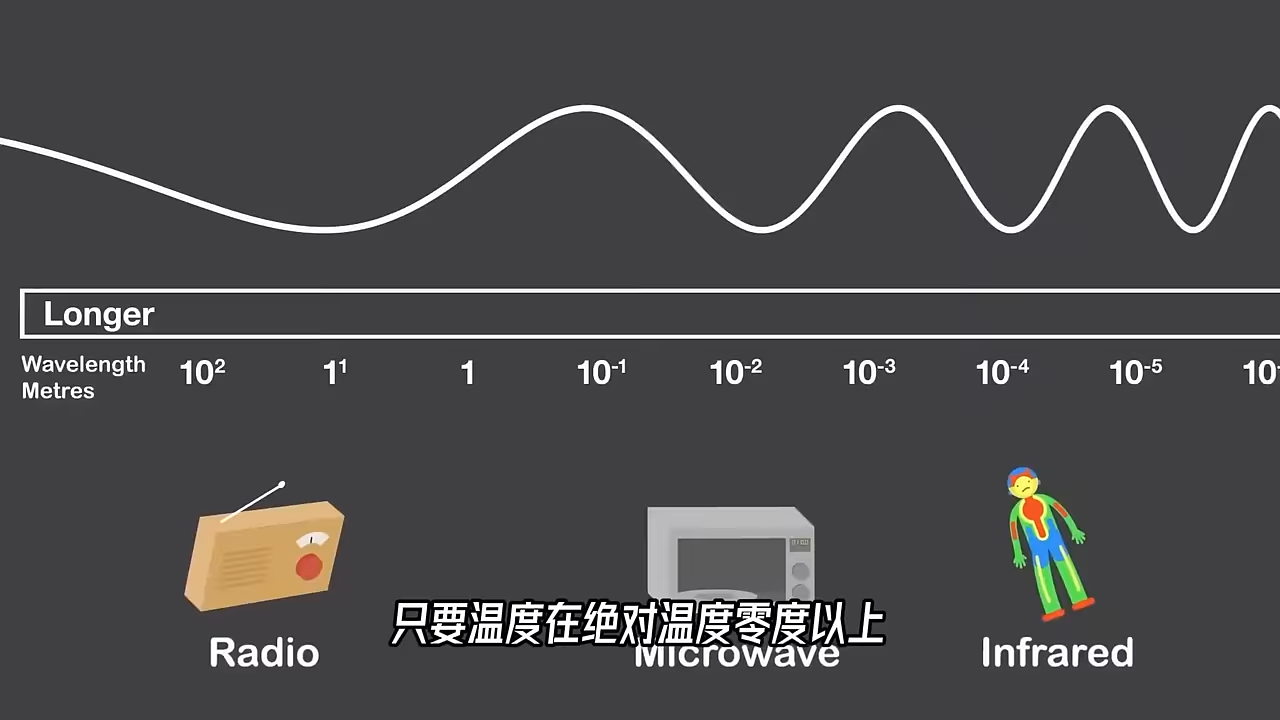 Longer
Wavelength
Metres
10² 1¹ 1 10⁻¹ 10⁻² 10⁻³ 10⁻⁴ 10⁻⁵ 10⁻
只要温度在绝对温度零度以上
Radio Microwave Infrared